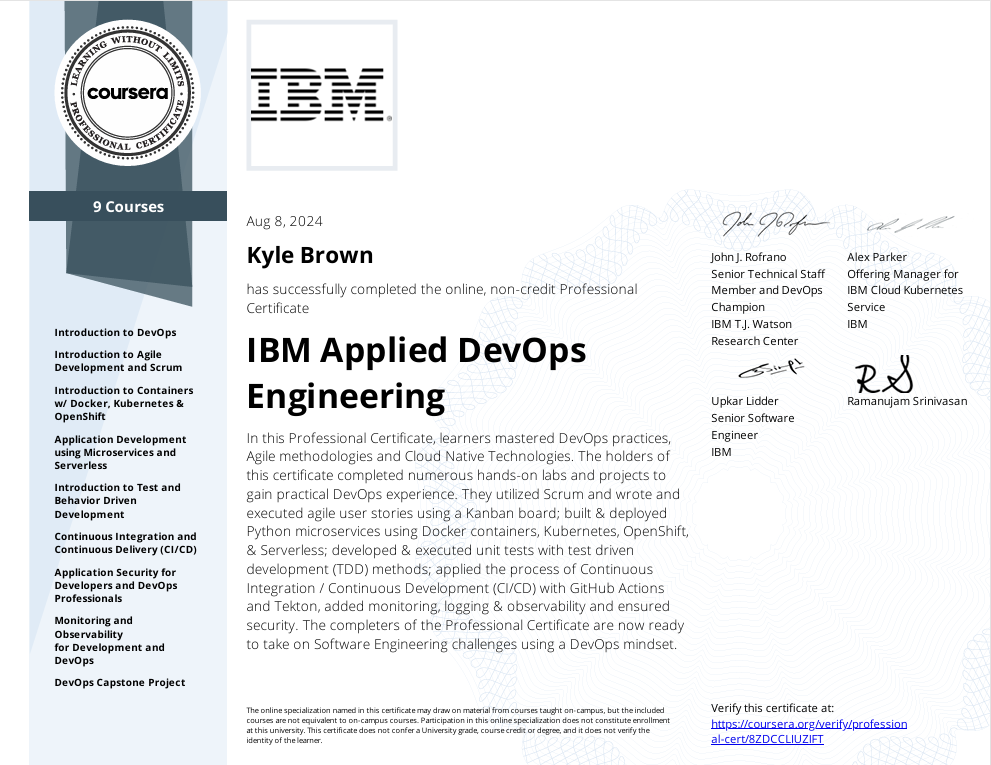 LEARNING WITHOUT LIMITS
coursera
PROFESSIONAL CERTIFICATE
9 Courses
Introduction to DevOps
Introduction to Agile
Development and Scrum
Introduction to Containers
w/ Docker, Kubernetes &
OpenShift
Application Development
using Microservices and
Serverless
Introduction to Test and
Behavior Driven
Development
Continuous Integration and
Continuous Delivery (CI/CD)
Application Security for
Developers and DevOps
Professionals
Monitoring and
Observability
for Development and
DevOps
DevOps Capstone Project
IBM®
Aug 8, 2024
Kyle Brown
has successfully completed the online, non-credit Professional
Certificate
IBM Applied DevOps
Engineering
In this Professional Certificate, learners mastered DevOps practices,
Agile methodologies and Cloud Native Technologies. The holders of
this certificate completed numerous hands-on labs and projects to
gain practical DevOps experience. They utilized Scrum and wrote and
executed agile user stories using a Kanban board; built & deployed
Python microservices using Docker containers, Kubernetes, OpenShift,
& Serverless; developed & executed unit tests with test driven
development (TDD) methods; applied the process of Continuous
Integration / Continuous Development (CI/CD) with GitHub Actions
and Tekton, added monitoring, logging & observability and ensured
security. The completers of the Professional Certificate are now ready
to take on Software Engineering challenges using a DevOps mindset.
The online specialization named in this certificate may draw on material from courses taught on-campus, but the included
courses are not equivalent to on-campus courses. Participation in this online specialization does not constitute enrollment
at this university. This certificate does not confer a University grade, course credit or degree, and it does not verify the
identity of the learner.
John J. Rofrano
Senior Technical Staff
Member and DevOps
Champion
IBM T.J. Watson
Research Center
Alex Parker
Offering Manager for
IBM Cloud Kubernetes
Service
IBM
Upkar Lidder
Senior Software
Engineer
IBM
RS
Ramanujam Srinivasan
Verify this certificate at:
https://coursera.org/verify/profession
al-cert/8ZDCCLIUZIFT